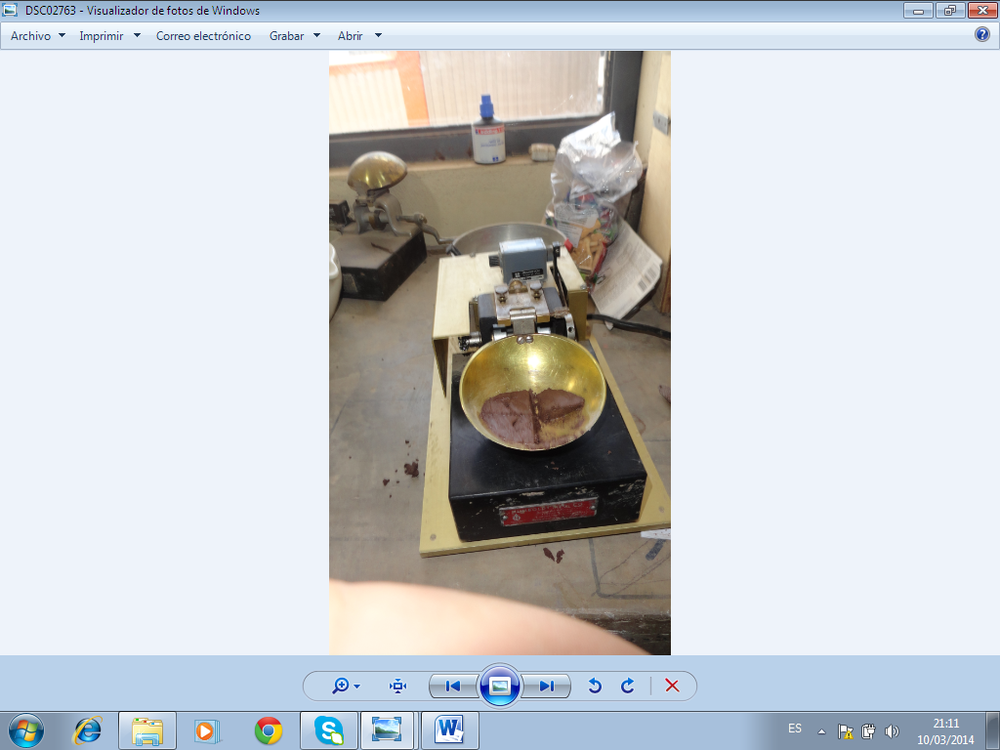 DSC02763 - Visualizador de fotos de Windows
Archivo Imprimir Correo electrónico Grabar Abrir
ES
21:11
10/03/2014